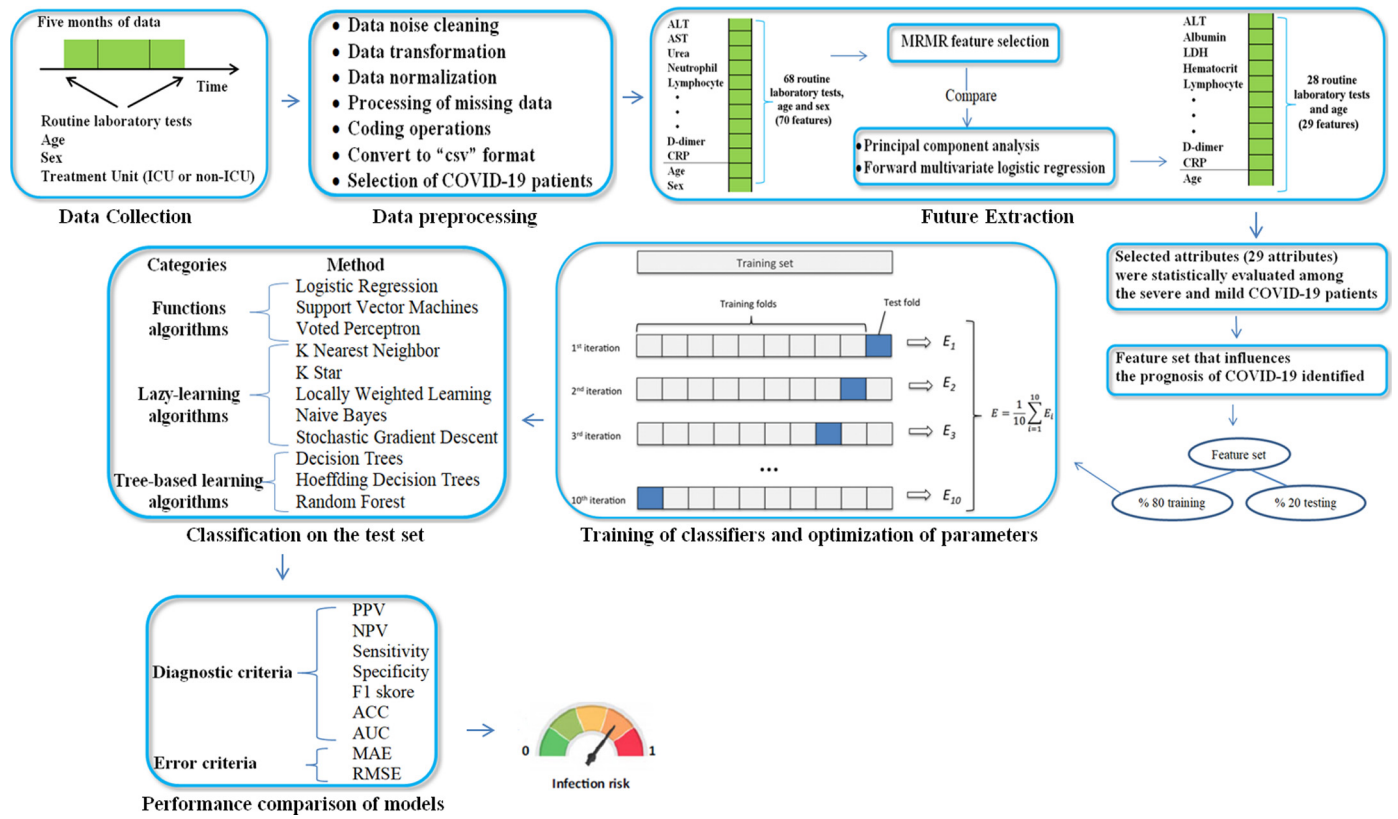 Five months of data
Time
Routine laboratory tests
Age
Sex
Treatment Unit (ICU or non-ICU)
Data Collection
• Data noise cleaning
• Data transformation
• Data normalization
• Processing of missing data
• Coding operations
• Convert to “csv” format
• Selection of COVID-19 patients
Data preprocessing
ALT
AST
Urea
Neutrophil
Lymphocyte
•
•
•
D-dimer
CRP
Age
Sex
68 routine
laboratory tests,
age and sex
(70 features)
MRMR feature selection
Compare
• Principal component analysis
• Forward multivariate logistic regression
ALT
Albumin
LDH
Hematocrit
Lymphocyte
•
•
•
D-dimer
CRP
Age
28 routine
laboratory tests
and age
(29 features)
Future Extraction
Selected attributes (29 attributes)
were statistically evaluated among
the severe and mild COVID-19 patients
Feature set that influences
the prognosis of COVID-19 identified
Feature set
% 80 training
% 20 testing
Training set
Training folds
Test fold
1st iteration
E1
2nd iteration
E2
3rd iteration
E3
...
10th iteration
E10
E = 1/10 ∑ i=1 10 Ei
Training of classifiers and optimization of parameters
Categories
Method
Functions
algorithms
Logistic Regression
Support Vector Machines
Voted Perceptron
Lazy-learning
algorithms
K Nearest Neighbor
K Star
Locally Weighted Learning
Naive Bayes
Stochastic Gradient Descent
Tree-based learning
algorithms
Decision Trees
Hoeffding Decision Trees
Random Forest
Classification on the test set
Diagnostic criteria
PPV
NPV
Sensitivity
Specificity
F1 skore
ACC
AUC
Error criteria
MAE
RMSE
Performance comparison of models
0
1
Infection risk